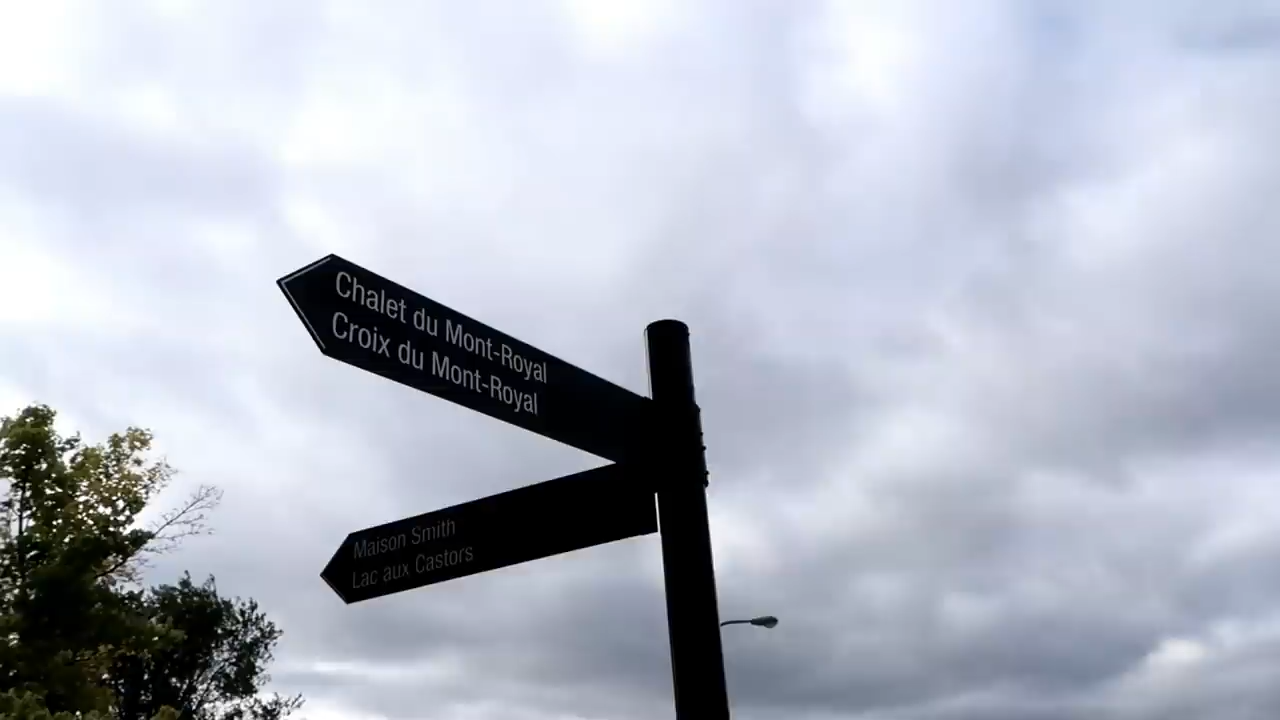 Chalet du Mont-Royal
Croix du Mont-Royal
Maison Smith
Lac aux Castors